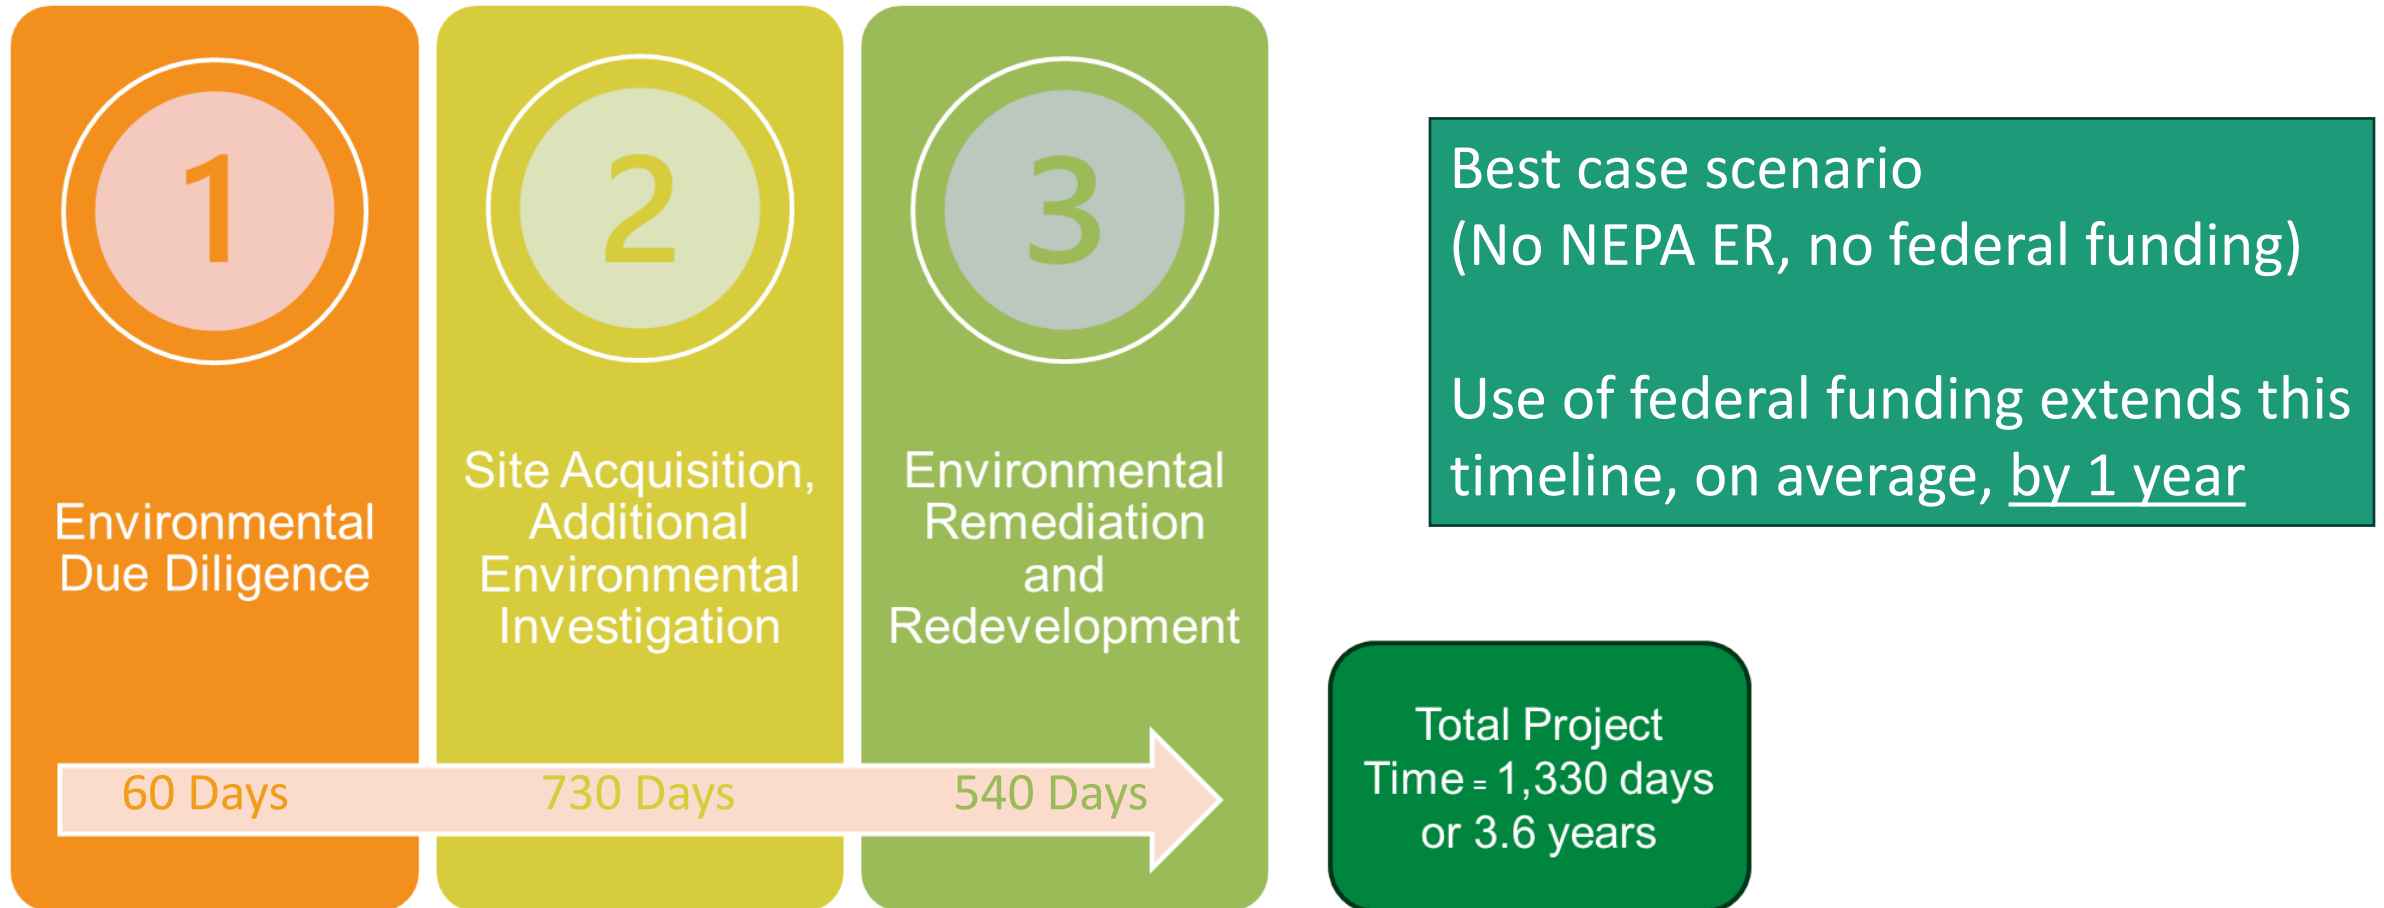 1
Environmental
Due Diligence
60 Days
2
Site Acquisition,
Additional
Environmental
Investigation
730 Days
3
Environmental
Remediation
and
Redevelopment
540 Days
Best case scenario
(No NEPA ER, no federal funding)
Use of federal funding extends this
timeline, on average, by 1 year
Total Project
Time = 1,330 days
or 3.6 years